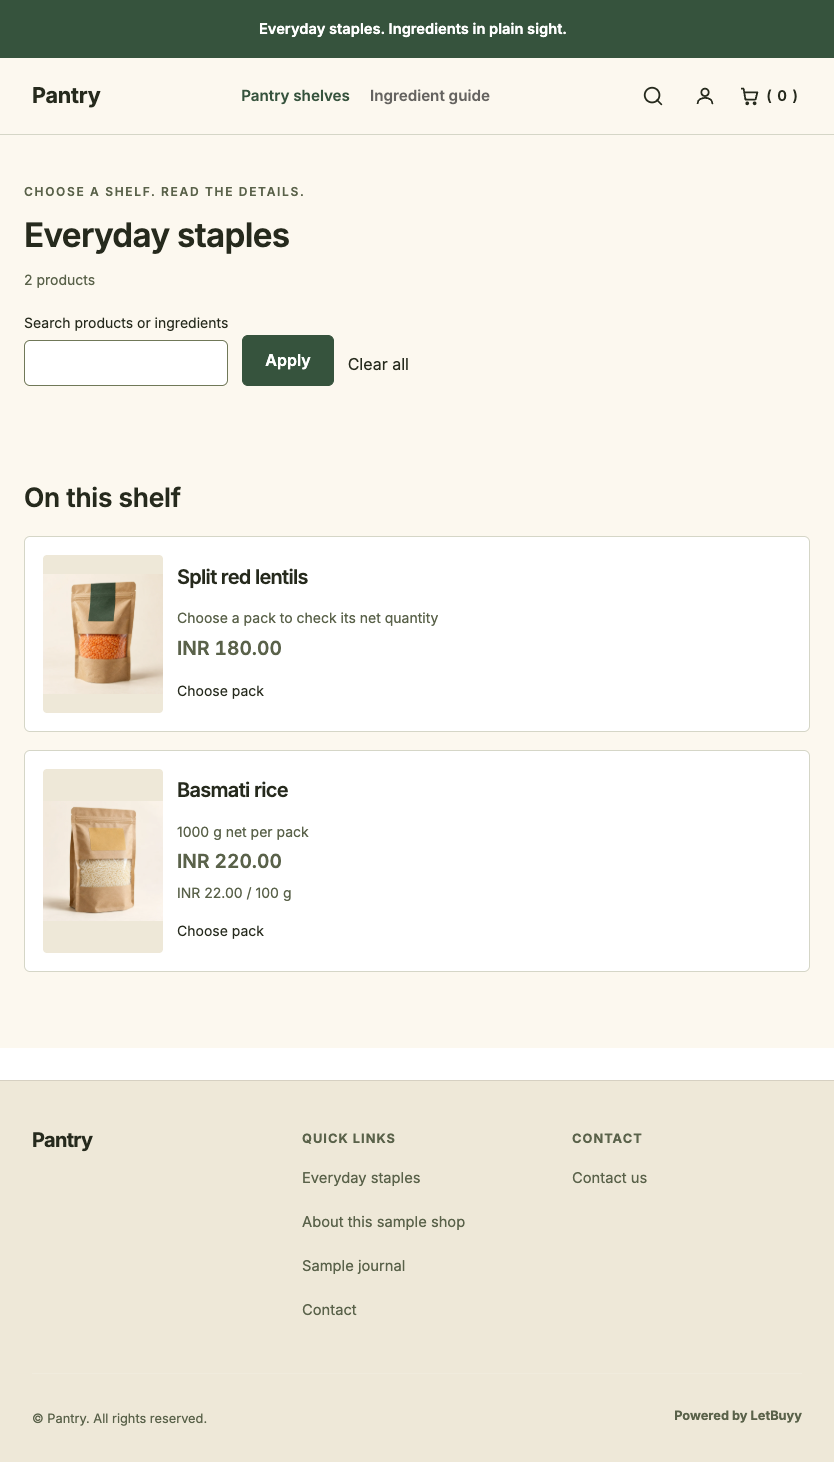 Everyday staples. Ingredients in plain sight.
Pantry
Pantry shelves
Ingredient guide
( 0 )
CHOOSE A SHELF. READ THE DETAILS.
Everyday staples
2 products
Search products or ingredients
Apply
Clear all
On this shelf
Split red lentils
Choose a pack to check its net quantity
INR 180.00
Choose pack
Basmati rice
1000 g net per pack
INR 220.00
INR 22.00 / 100 g
Choose pack
Pantry
QUICK LINKS
Everyday staples
About this sample shop
Sample journal
Contact
CONTACT
Contact us
© Pantry. All rights reserved.
Powered by LetBuyy